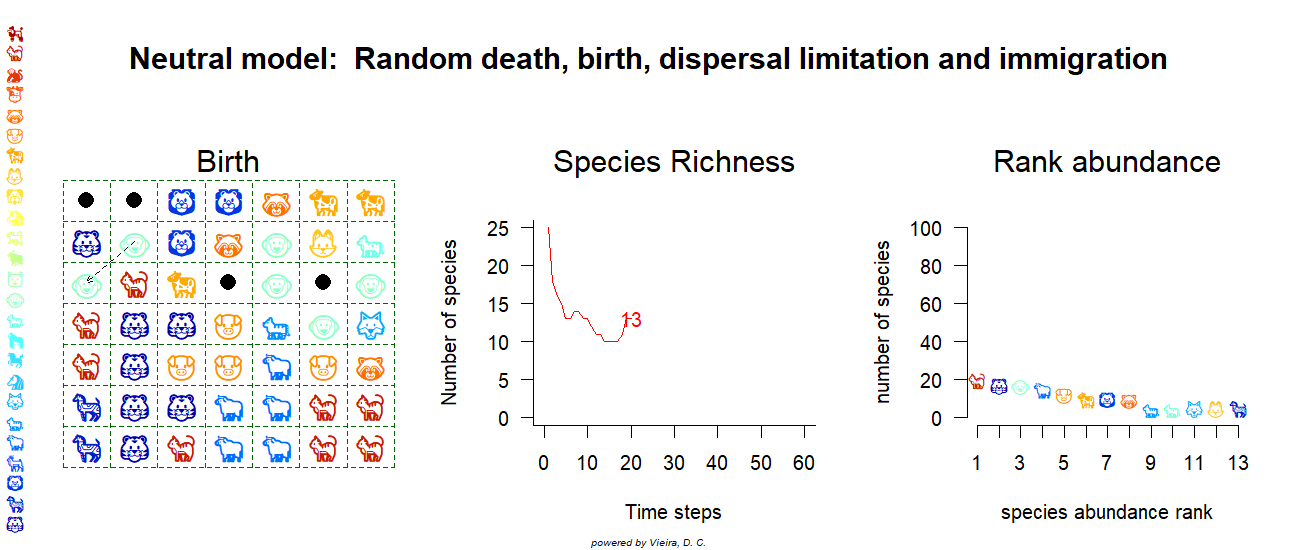 Neutral model:  Random death, birth, dispersal limitation and immigration
Birth
Species Richness
Rank abundance
Number of species
25
20
15
10
5
0
13
0 10 20 30 40 50 60
Time steps
number of species
100
80
60
40
20
0
1 3 5 7 9 11 13
species abundance rank
powered by Vieira, D. C.